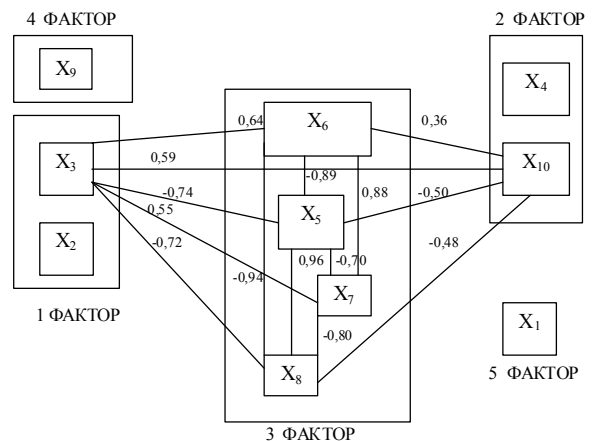 4 ФАКТОР
2 ФАКТОР
X9
X4
X6
0,64
0,36
X3
0,59
X10
-0,89
-0,74
0,88
-0,50
X5
0,55
X2
-0,72
-0,48
0,96
-0,70
-0,94
X7
1 ФАКТОР
X1
-0,80
X8
5 ФАКТОР
3 ФАКТОР